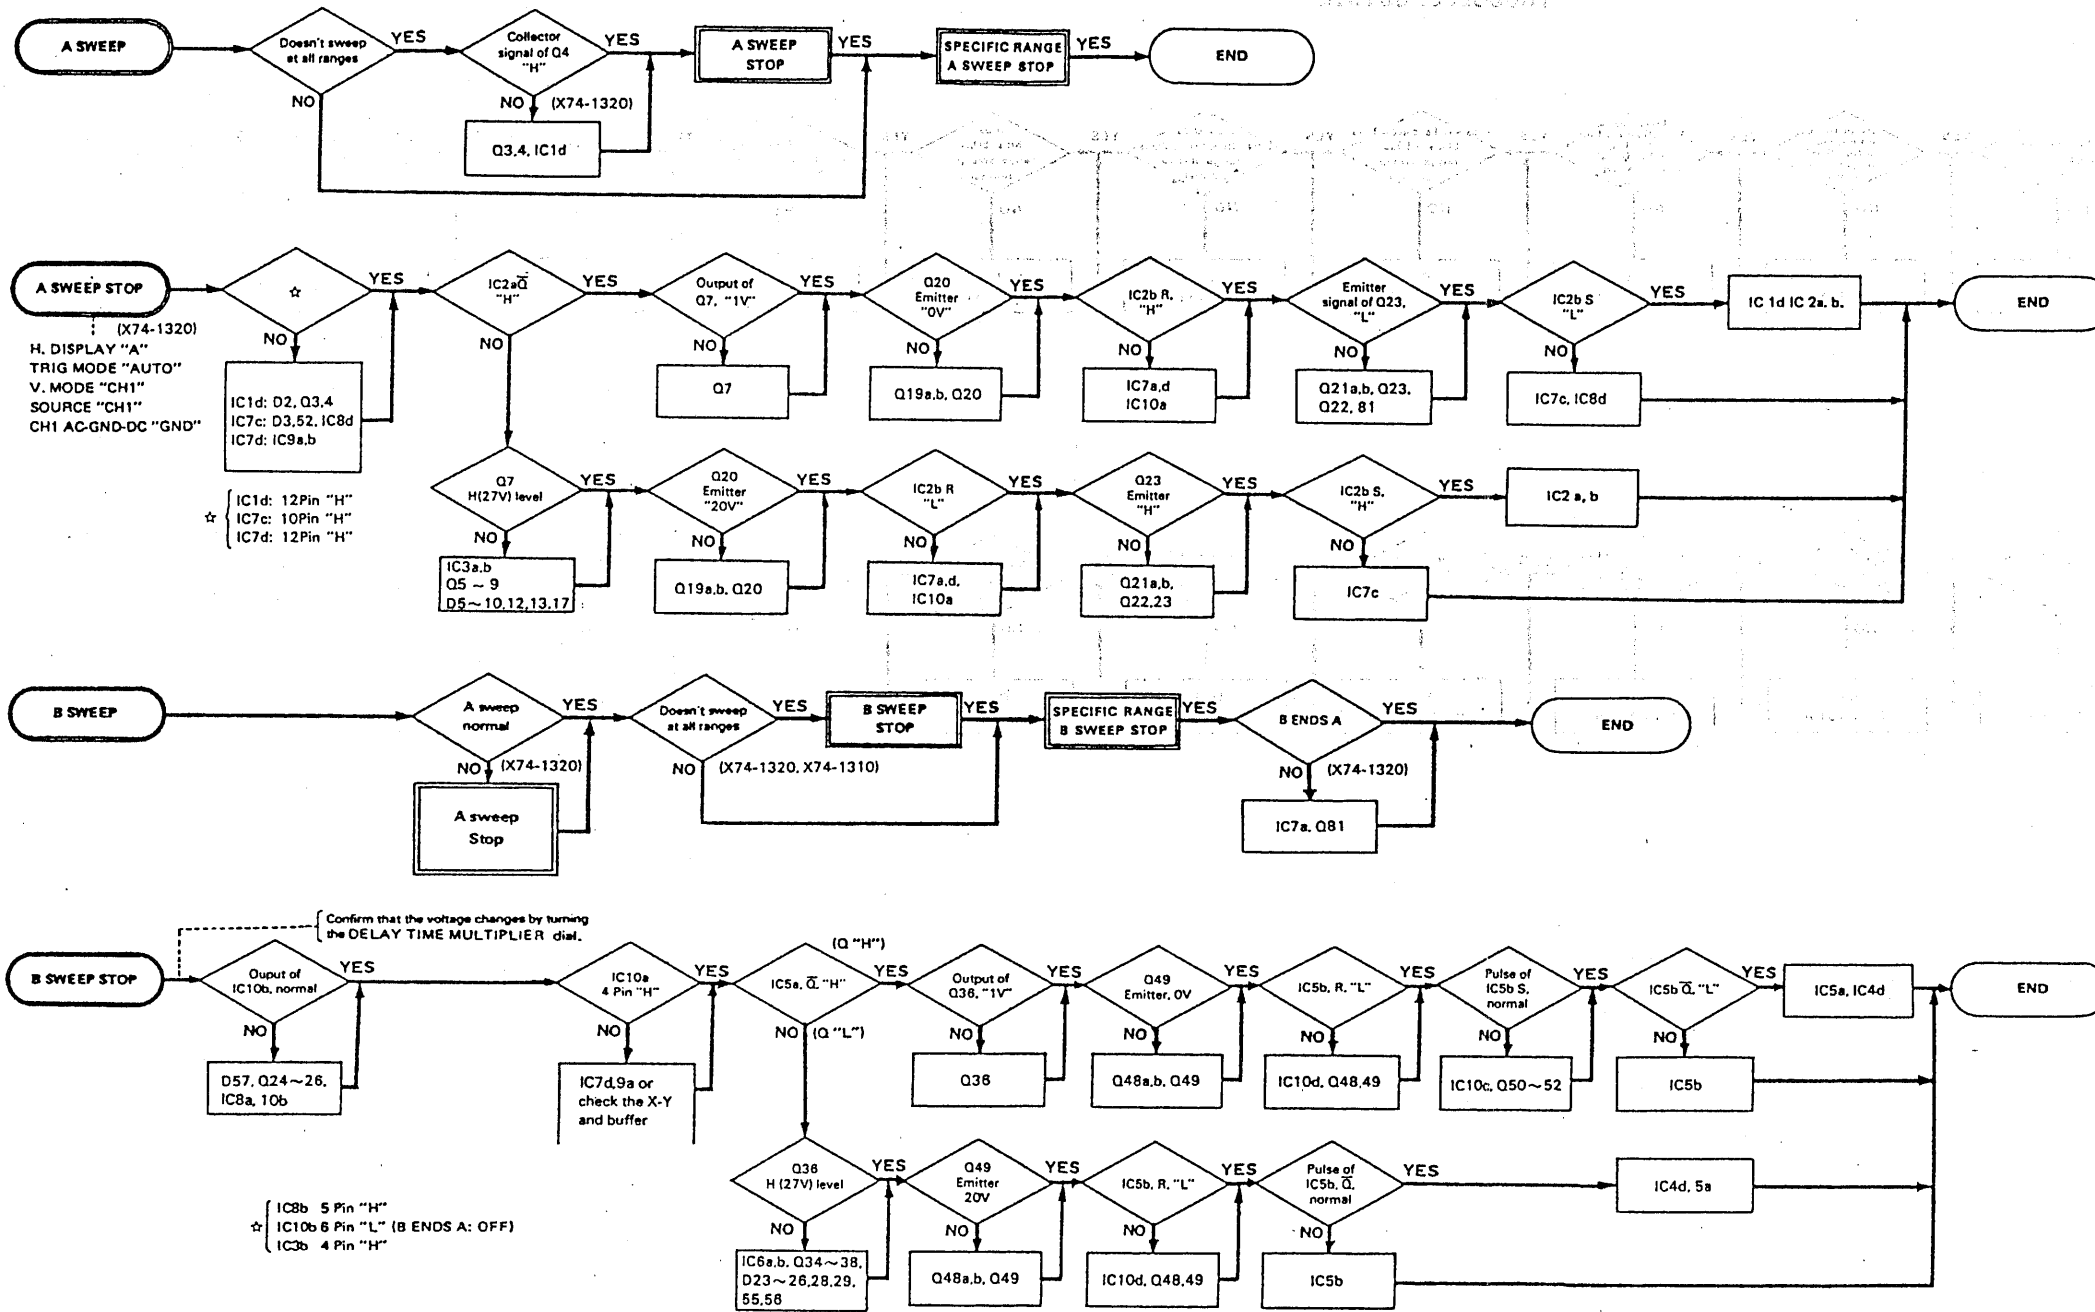 A SWEEP
Doesn't sweep
at all ranges
YES
NO
Collector
signal of Q4
"H"
YES
NO
(X74-1320)
Q3,4, IC1d
A SWEEP
STOP
YES
SPECIFIC RANGE
A SWEEP STOP
YES
END
A SWEEP STOP
(X74-1320)
H. DISPLAY "A"
TRIG MODE "AUTO"
V. MODE "CH1"
SOURCE "CH1"
CH1 AC-GND-DC "GND"
☆
YES
NO
IC1d: D2, Q3,4
IC7c: D3,52, IC8d
IC7d: IC9a,b
☆
IC1d: 12Pin "H"
IC7c: 10Pin "H"
IC7d: 12Pin "H"
IC2aQ̅
"H"
YES
NO
Output of
Q7, "1V"
YES
NO
Q7
Q20
Emitter
"0V"
YES
NO
Q19a,b, Q20
IC2b R,
"H"
YES
NO
IC7a,d
IC10a
Emitter
signal of Q23,
"L"
YES
NO
Q21a,b, Q23,
Q22, 81
IC2b S
"L"
YES
NO
IC7c, IC8d
IC 1d IC 2a. b.
END
Q7
H(27V) level
YES
NO
IC3a,b
Q5 ~ 9
D5~10,12,13.17
Q20
Emitter
"20V"
YES
NO
Q19a,b, Q20
IC2b R
"L"
YES
NO
IC7a,d,
IC10a
Q23
Emitter
"H"
YES
NO
Q21a,b,
Q22,23
IC2b S,
"H"
YES
NO
IC7c
IC2 a, b
B SWEEP
A sweep
normal
YES
NO
(X74-1320)
A sweep
Stop
Doesn't sweep
at all ranges
YES
NO
(X74-1320, X74-1310)
B SWEEP
STOP
YES
SPECIFIC RANGE
B SWEEP STOP
YES
B ENDS A
YES
NO
(X74-1320)
IC7a, Q81
END
Confirm that the voltage changes by turning
the DELAY TIME MULTIPLIER dial.
B SWEEP STOP
Ouput of
IC10b, normal
YES
NO
D57, Q24~26,
IC8a, 10b
IC10a
4 Pin "H"
YES
NO
IC7d,9a or
check the X-Y
and buffer
(Q "H")
IC5a, Q̅, "H"
YES
NO
(Q "L")
Output of
Q36, "1V"
YES
NO
Q36
Q49
Emitter, 0V
YES
NO
Q48a,b, Q49
IC5b, R, "L"
YES
NO
IC10d, Q48,49
Pulse of
IC5b S,
normal
YES
NO
IC10c, Q50~52
IC5b Q̅, "L"
YES
NO
IC5b
IC5a, IC4d
END
Q36
H (27V) level
YES
NO
IC6a,b, Q34~38,
D23~26,28,29,
55,56
Q49
Emitter
20V
YES
NO
Q48a,b, Q49
IC5b, R, "L"
YES
NO
IC10d, Q48,49
Pulse of
IC5b, Q̅,
normal
YES
NO
IC5b
IC4d, 5a
☆
IC8b 5 Pin "H"
IC10b 6 Pin "L" (B ENDS A: OFF)
IC3b 4 Pin "H"